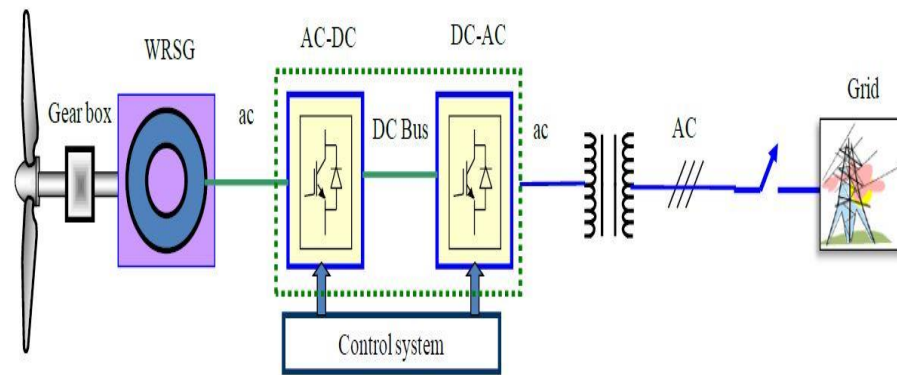 AC-DC
DC-AC
WRSG
Grid
Gear box
ac
DC Bus
ac
AC
Control system